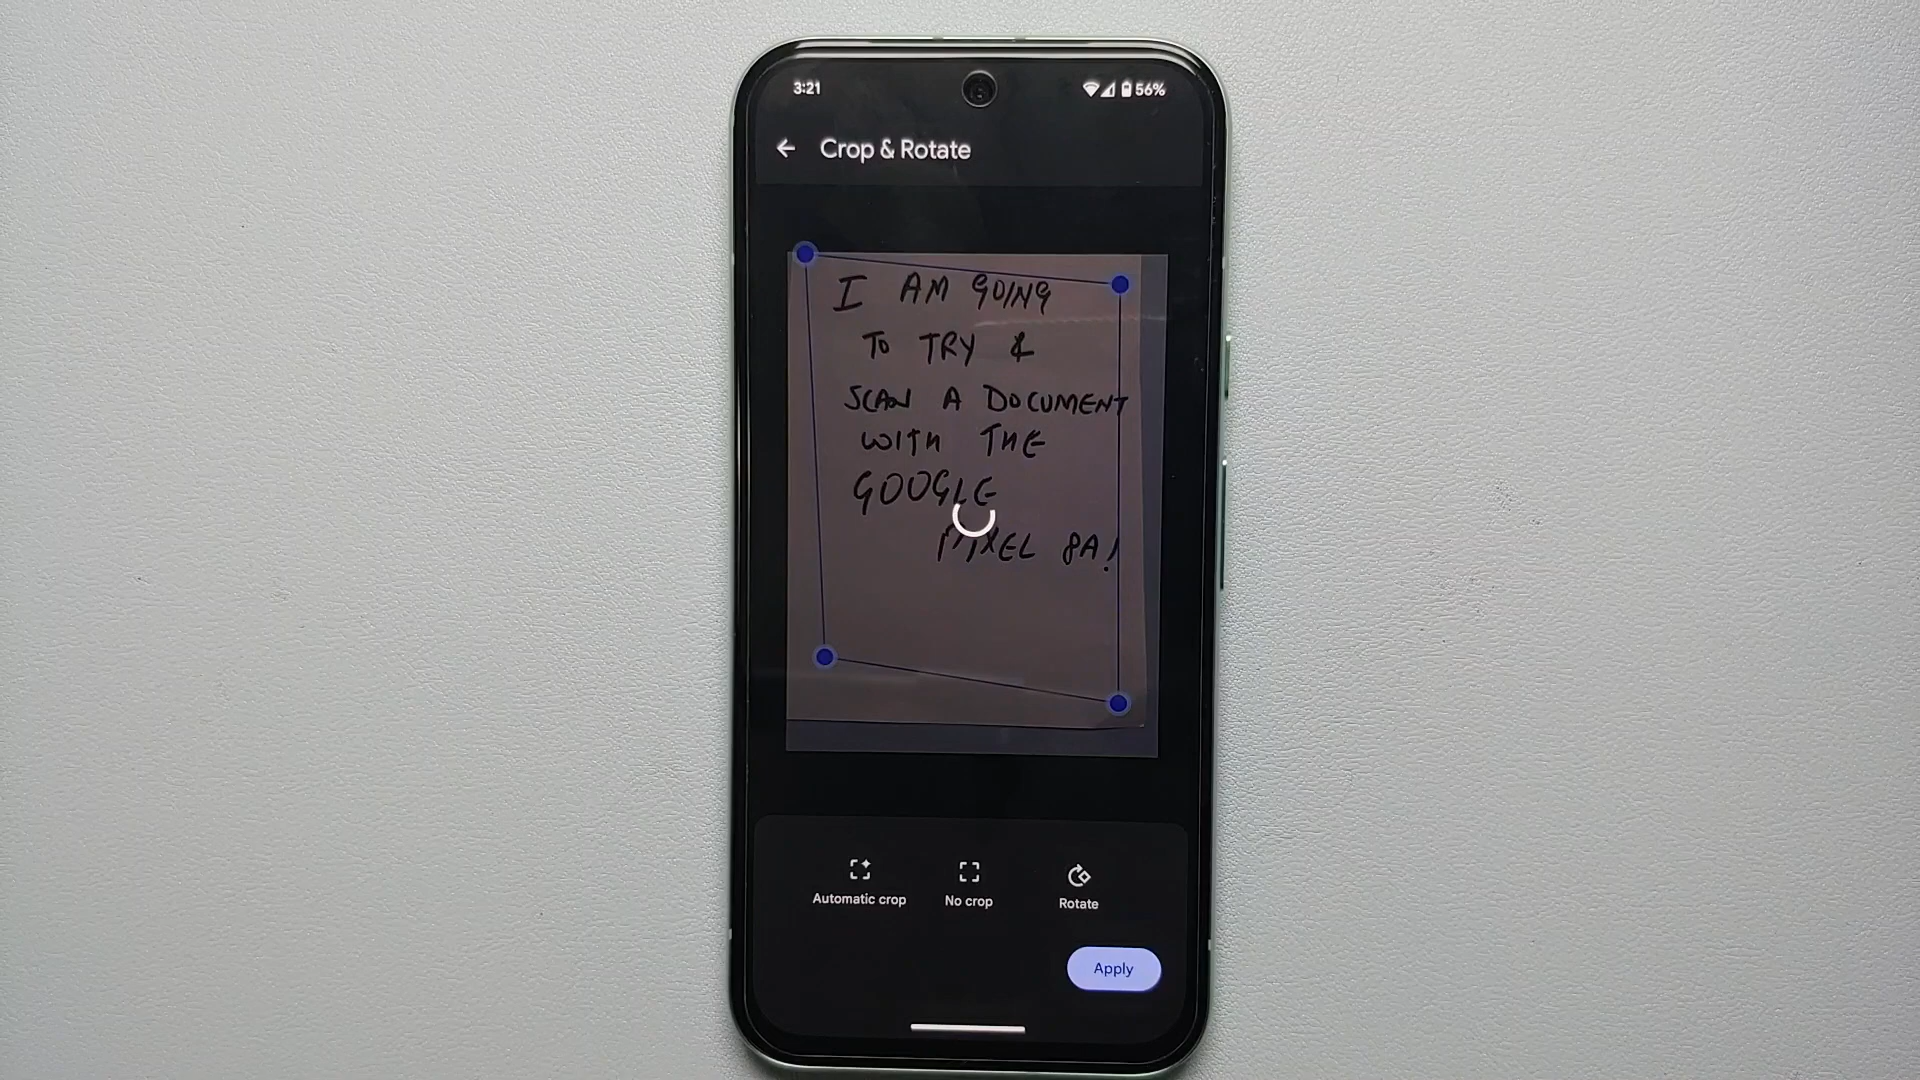 3:21
56%
Crop & Rotate
I AM GOING
TO TRY &
SCAN A DOCUMENT
WITH THE
GOOGLE
PIXEL 8A!
Automatic crop
No crop
Rotate
Apply